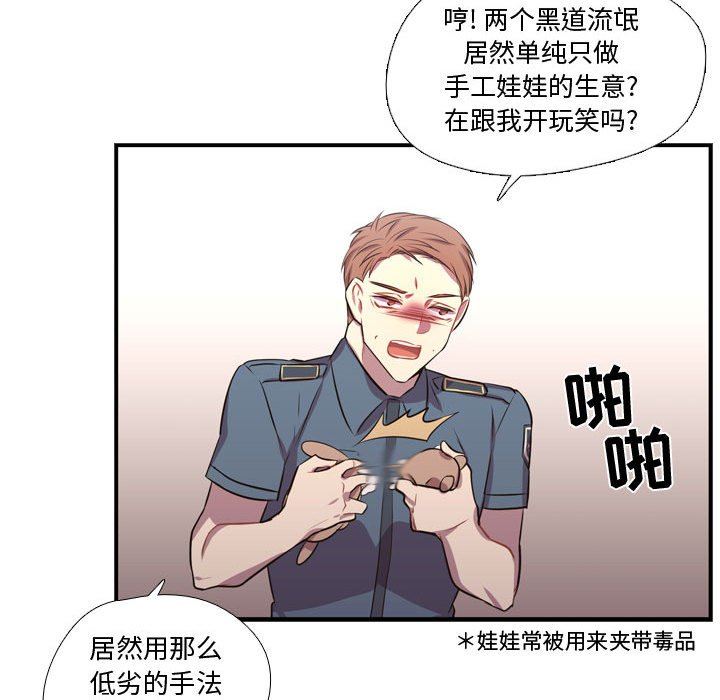 哼! 两个黑道流氓
居然单纯只做
手工娃娃的生意?
在跟我开玩笑吗?
啪
啪
＊娃娃常被用来夹带毒品
居然用那么
低劣的手法